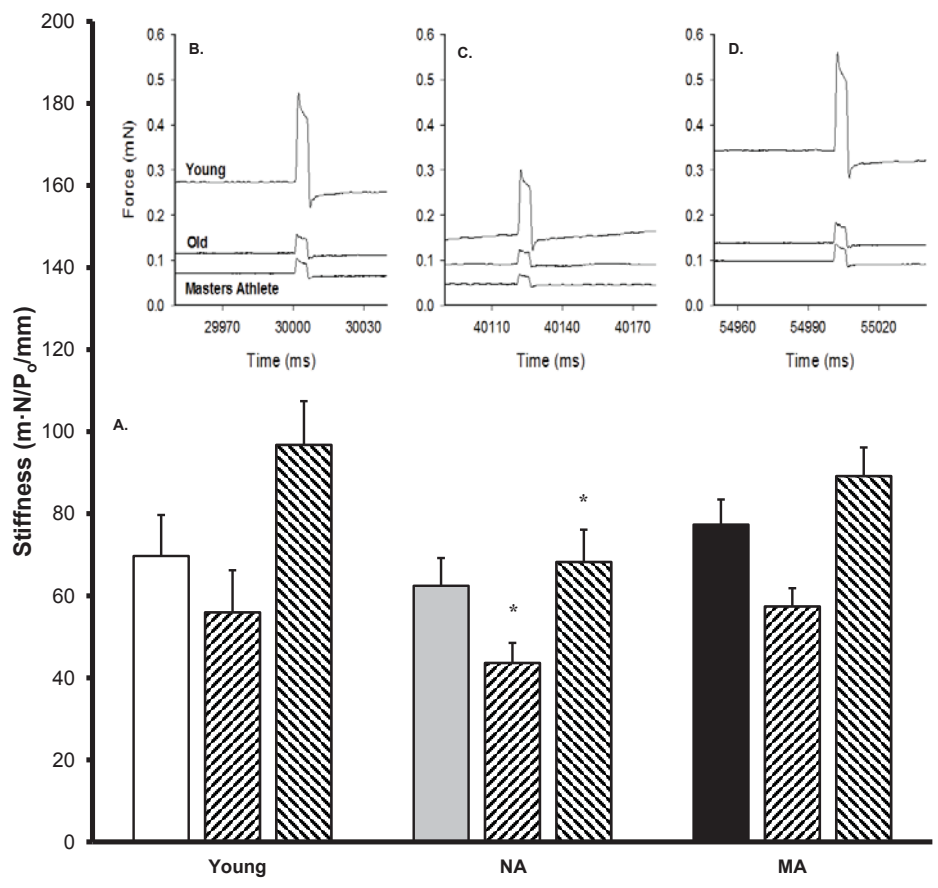 Stiffness (m·N/Pₒ/mm)
200
180
160
140
120
100
80
60
40
20
0
B.
Force (mN)
0.6
0.5
0.4
0.3
0.2
0.1
0.0
Young
Old
Masters Athlete
29970 30000 30030
Time (ms)
C.
0.6
0.5
0.4
0.3
0.2
0.1
0.0
40110 40140 40170
Time (ms)
D.
0.6
0.5
0.4
0.3
0.2
0.1
0.0
54960 54990 55020
Time (ms)
A.
*
*
Young NA MA